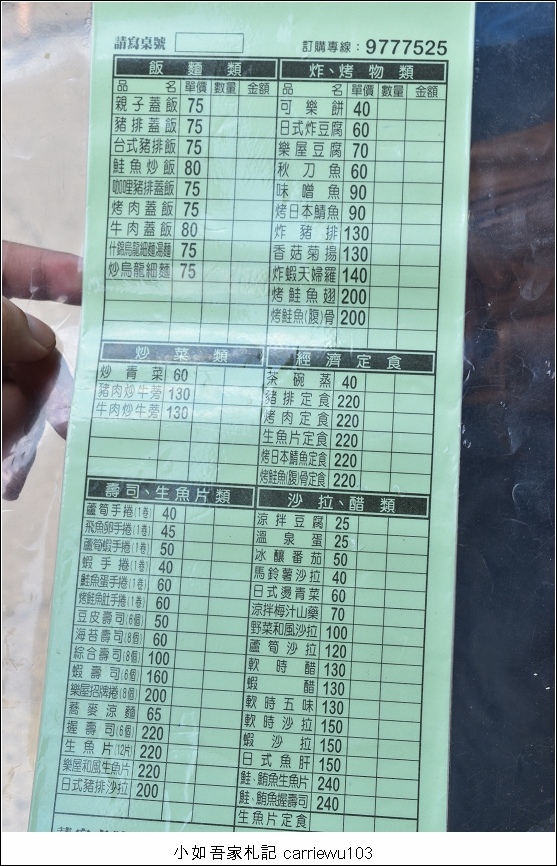 請寫桌號 訂購專線：9777525
飯麵類
品名 單價 數量 金額
親子蓋飯 75
豬排蓋飯 75
台式豬排飯 75
鮭魚炒飯 80
咖哩豬排蓋飯 75
烤肉蓋飯 75
牛肉蓋飯 80
什錦烏龍細麵湯麵 75
炒烏龍細麵 75
炸、烤物類
品名 單價 數量 金額
可樂餅 40
日式炸豆腐 60
樂屋豆腐 70
秋刀魚 60
味噌魚 90
烤日本鯖魚 90
炸豬排 130
香菇菊揚 130
炸蝦天婦羅 140
烤鮭魚翅 200
烤鮭魚(腹)骨 200
炒菜類
炒青菜 60
豬肉炒牛蒡 130
牛肉炒牛蒡 130
經濟定食
茶碗蒸 40
豬排定食 220
烤肉定食 220
生魚片定食 220
烤日本鯖魚定食 220
烤鮭魚(腹)骨定食 220
壽司、生魚片類
蘆筍手捲(1卷) 40
飛魚卵手捲(1卷) 45
蘆筍蝦手捲(1卷) 50
蝦手捲(1卷) 40
鮭魚蛋手捲(1卷) 60
烤鮭魚肚手捲(1卷) 60
豆皮壽司(6個) 50
海苔壽司(8個) 60
綜合壽司(8個) 100
蝦壽司(6個) 160
樂屋招牌捲(8個) 200
蕎麥涼麵 65
握壽司(6個) 220
生魚片(12片) 220
樂屋和風生魚片 220
日式豬排沙拉 200
沙拉、醋類
涼拌豆腐 25
溫泉蛋 25
冰釀番茄 50
馬鈴薯沙拉 40
日式燙青菜 60
涼拌梅汁山藥 70
野菜和風沙拉 100
蘆筍沙拉 120
軟時醋 130
蝦醋 130
軟時五味 130
軟時沙拉 150
蝦沙拉 150
日式魚肝 150
鮭、鮪魚生魚片 240
鮭、鮪魚握壽司 240
生魚片定食
小如吾家札記 carriewu103